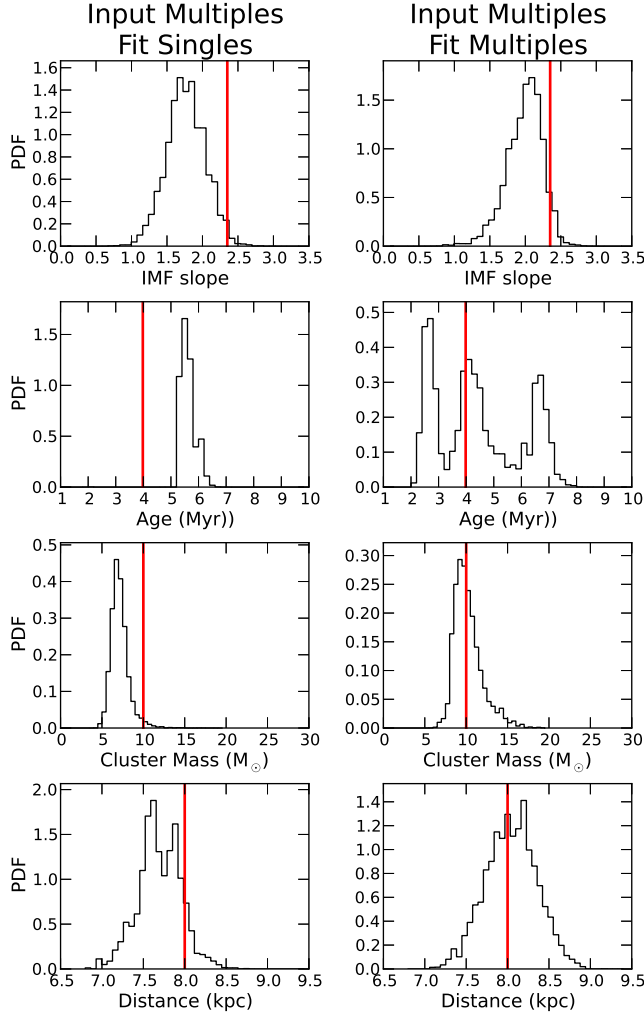 Input Multiples
Fit Singles
Input Multiples
Fit Multiples
1.6
1.4
1.2
1.0
0.8
0.6
0.4
0.2
0.0
PDF
0.0 0.5 1.0 1.5 2.0 2.5 3.0 3.5
IMF slope
1.5
1.0
0.5
0.0
0.0 0.5 1.0 1.5 2.0 2.5 3.0 3.5
IMF slope
1.5
1.0
0.5
0.0
PDF
1 2 3 4 5 6 7 8 9 10
Age (Myr))
0.5
0.4
0.3
0.2
0.1
0.0
1 2 3 4 5 6 7 8 9 10
Age (Myr))
0.5
0.4
0.3
0.2
0.1
0.0
PDF
0 5 10 15 20 25 30
Cluster Mass (M☉)
0.30
0.25
0.20
0.15
0.10
0.05
0.00
0 5 10 15 20 25 30
Cluster Mass (M☉)
2.0
1.5
1.0
0.5
0.0
PDF
6.5 7.0 7.5 8.0 8.5 9.0 9.5
Distance (kpc)
1.4
1.2
1.0
0.8
0.6
0.4
0.2
0.0
6.5 7.0 7.5 8.0 8.5 9.0 9.5
Distance (kpc)